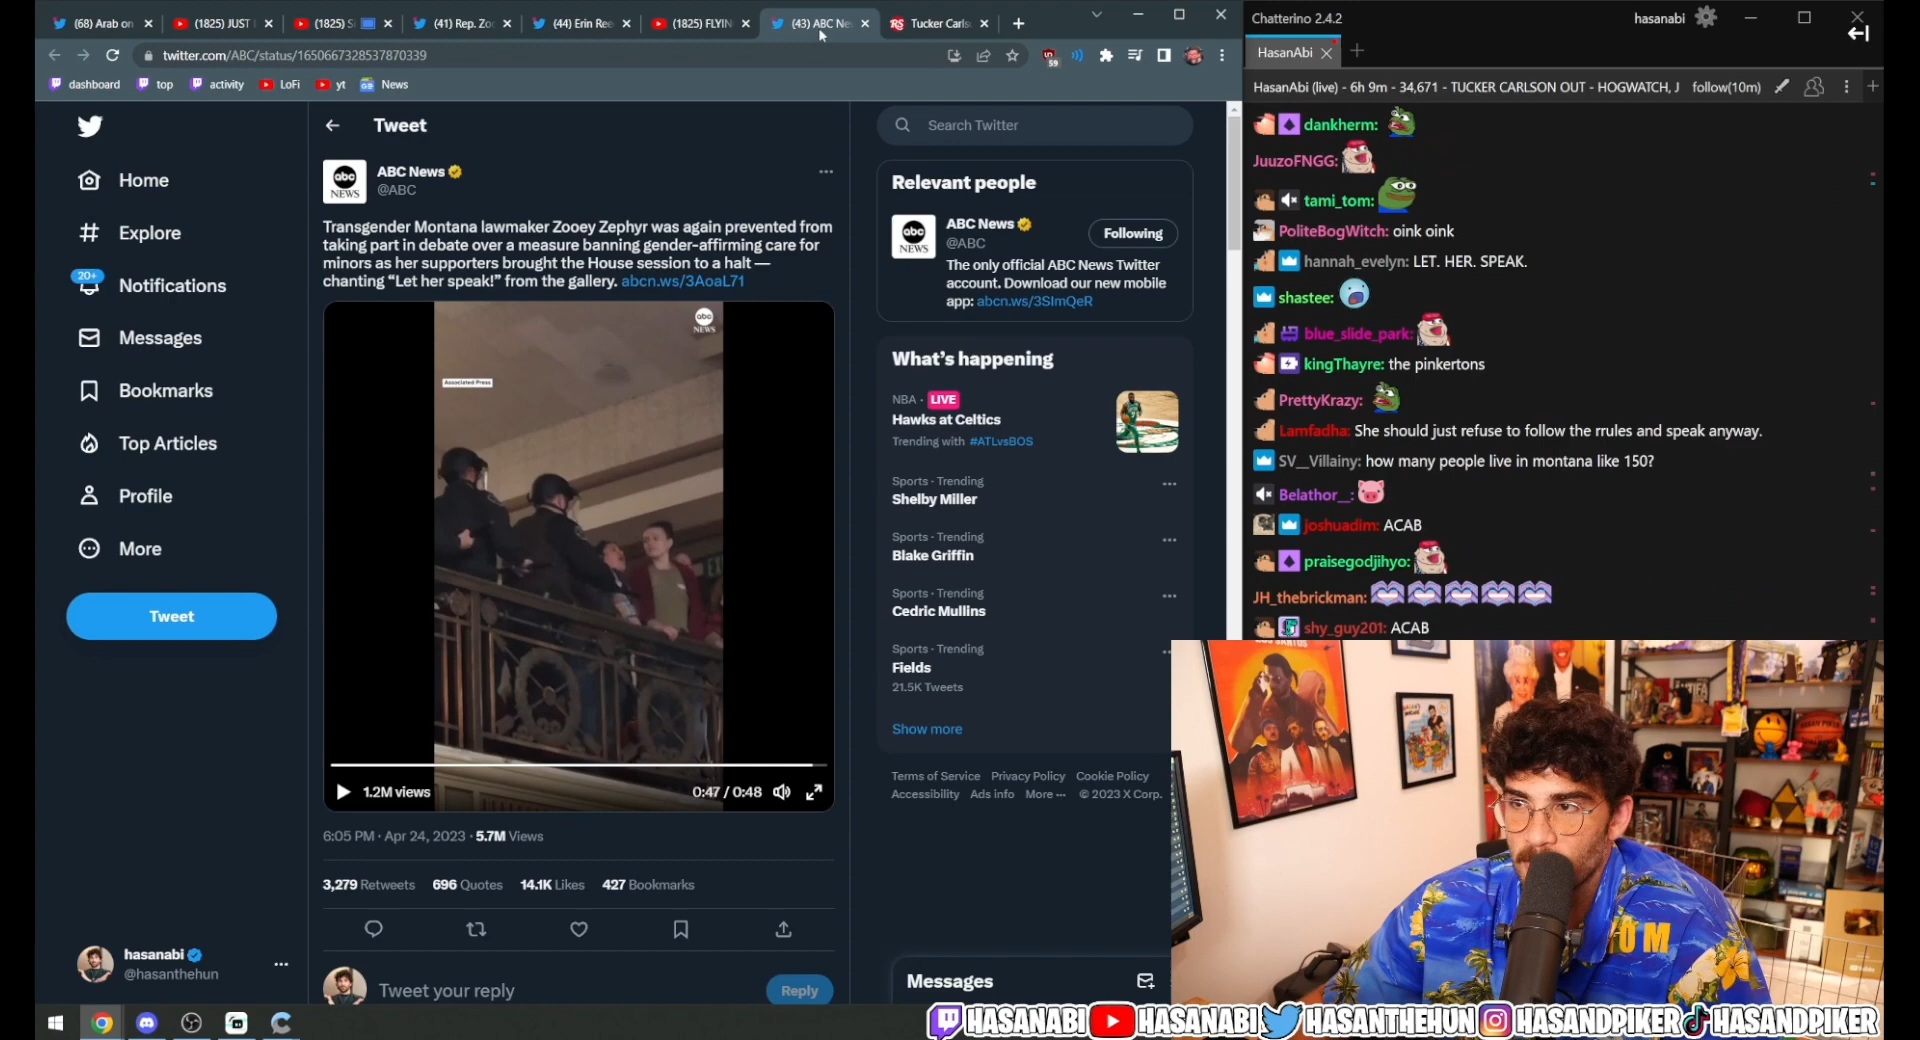 (68) Arab on
(1825) JUST
(1825) S
(41) Rep. Zo
(44) Erin Ree
(1825) FLYIN
(43) ABC Ne
Tucker Carls
twitter.com/ABC/status/1650667328537870339
59
dashboard
top
activity
LoFi
yt
News
Home
Explore
20+
Notifications
Messages
Bookmarks
Top Articles
Profile
More
Tweet
hasanabi
@hasanthehun
Tweet
abc NEWS
ABC News
@ABC
Transgender Montana lawmaker Zooey Zephyr was again prevented from
taking part in debate over a measure banning gender-affirming care for
minors as her supporters brought the House session to a halt —
chanting “Let her speak!” from the gallery. abcn.ws/3AoaL71
abc NEWS
Associated Press
1.2M views
0:47 / 0:48
6:05 PM · Apr 24, 2023 · 5.7M Views
3,279 Retweets 696 Quotes 14.1K Likes 427 Bookmarks
Tweet your reply
Reply
Search Twitter
Relevant people
abc NEWS
ABC News
@ABC
Following
The only official ABC News Twitter
account. Download our new mobile
app: abcn.ws/3SImQeR
What’s happening
NBA · LIVE
Hawks at Celtics
Trending with #ATLvsBOS
Sports · Trending
Shelby Miller
Sports · Trending
Blake Griffin
Sports · Trending
Cedric Mullins
Sports · Trending
Fields
21.5K Tweets
Show more
Terms of Service Privacy Policy Cookie Policy
Accessibility Ads info More ··· © 2023 X Corp.
Messages
Chatterino 2.4.2
hasanabi
HasanAbi
HasanAbi (live) - 6h 9m - 34,671 - TUCKER CARLSON OUT - HOGWATCH, J follow(10m)
dankherm:
JuuzoFNGG:
tami_tom:
PoliteBogWitch: oink oink
hannah_evelyn: LET. HER. SPEAK.
shastee:
blue_slide_park:
kingThayre: the pinkertons
PrettyKrazy:
Lamfadha: She should just refuse to follow the rrules and speak anyway.
SV__Villainy: how many people live in montana like 150?
Belathor__:
joshuadim: ACAB
praisegodjihyo:
JH_thebrickman:
shy_guy201: ACAB
HASANABI HASANABI HASANTHEHUN HASANDPIKER HASANDPIKER